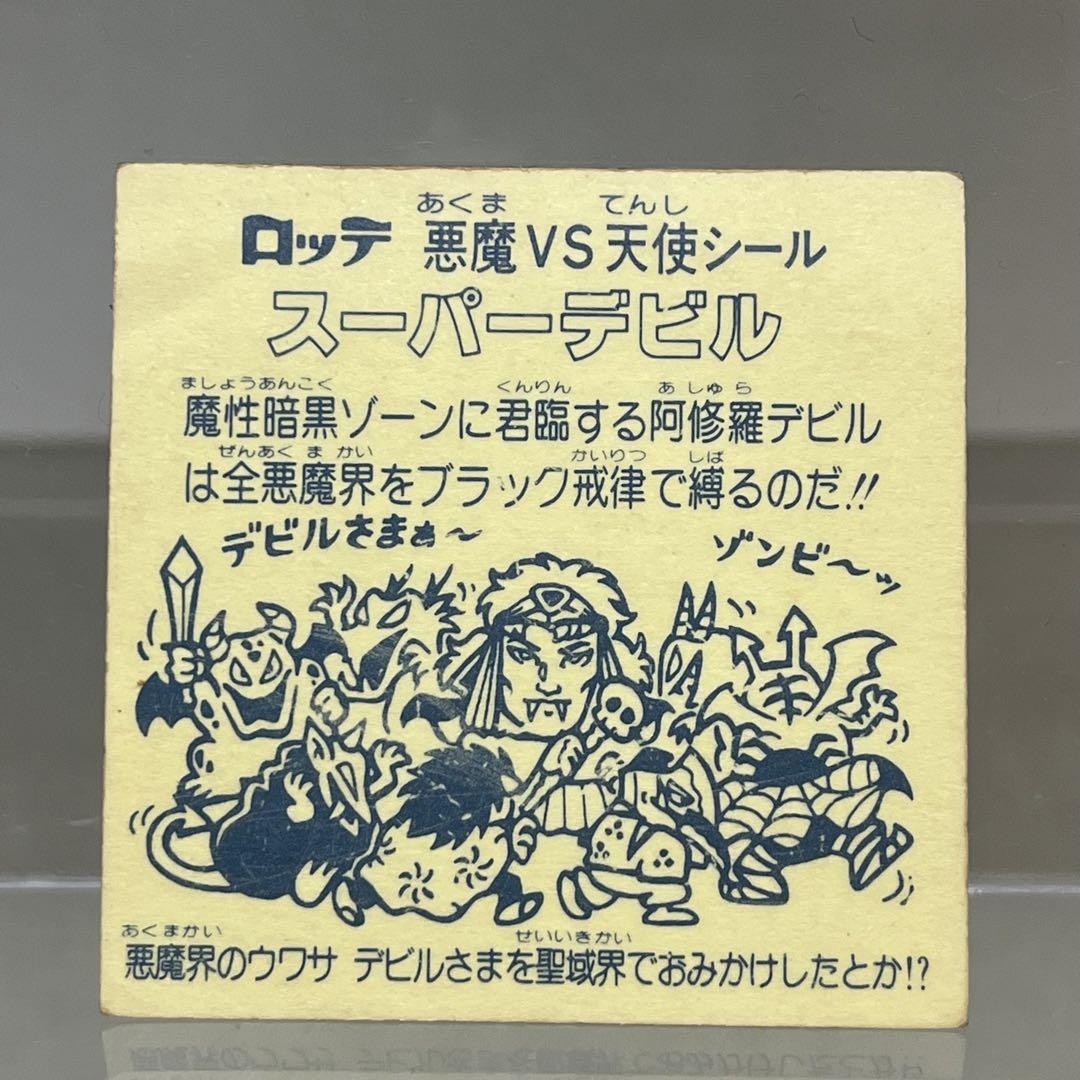 あくま てんし
ロッテ 悪魔VS天使シール
スーパーデビル
ましょうあんこく くんりん あしゅら
魔性暗黒ゾーンに君臨する阿修羅デビル
ぜんあくまかい かいりつ しば
は全悪魔界をブラック戒律で縛るのだ!!
デビルさまぁ〜
ゾンビ〜ッ
あくまかい せいいきかい
悪魔界のウワサ デビルさまを聖域界でおみかけしたとか!?